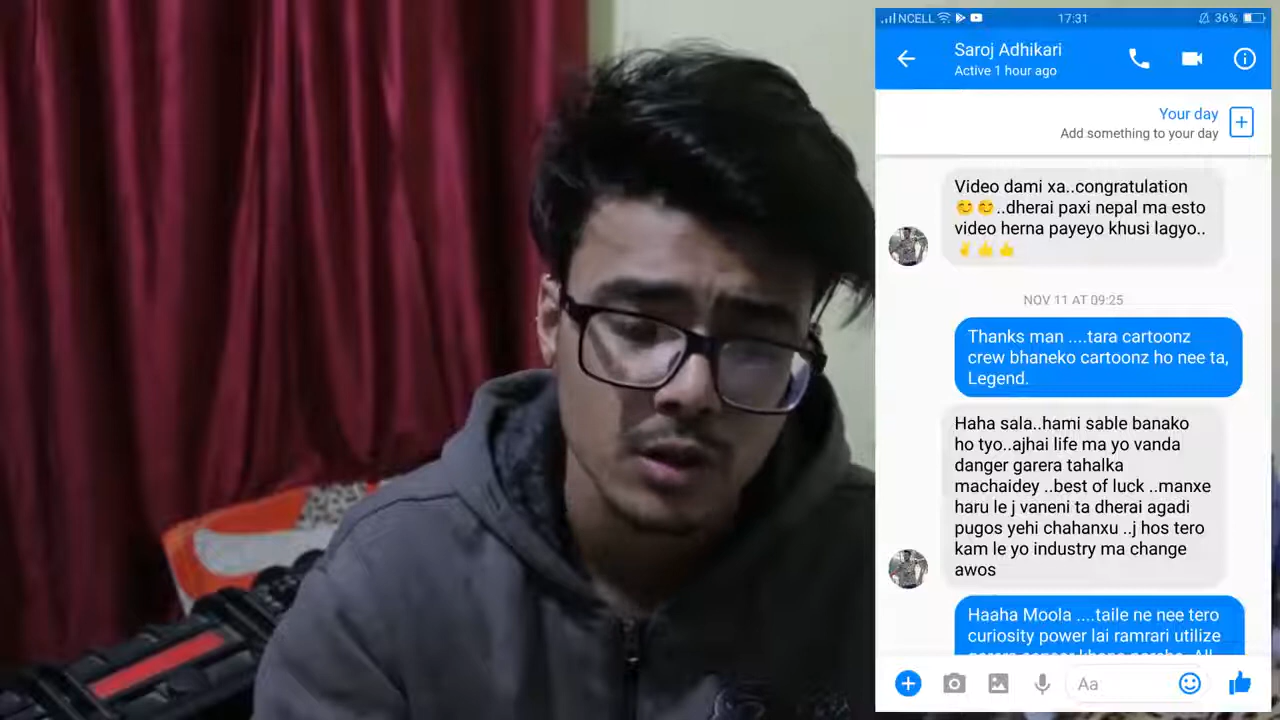 NCELL
17:31
36%
Saroj Adhikari
Active 1 hour ago
Your day
Add something to your day
Video dami xa..congratulation
😊😊..dherai paxi nepal ma esto
video herna payeyo khusi lagyo..
✌👍👍
NOV 11 AT 09:25
Thanks man ....tara cartoonz
crew bhaneko cartoonz ho nee ta,
Legend.
Haha sala..hami sable banako
ho tyo..ajhai life ma yo vanda
danger garera tahalka
machaidey ..best of luck ..manxe
haru le j vaneni ta dherai agadi
pugos yehi chahanxu ..j hos tero
kam le yo industry ma change
awos
Haaha Moola ....taile ne nee tero
curiosity power lai ramrari utilize
Aa